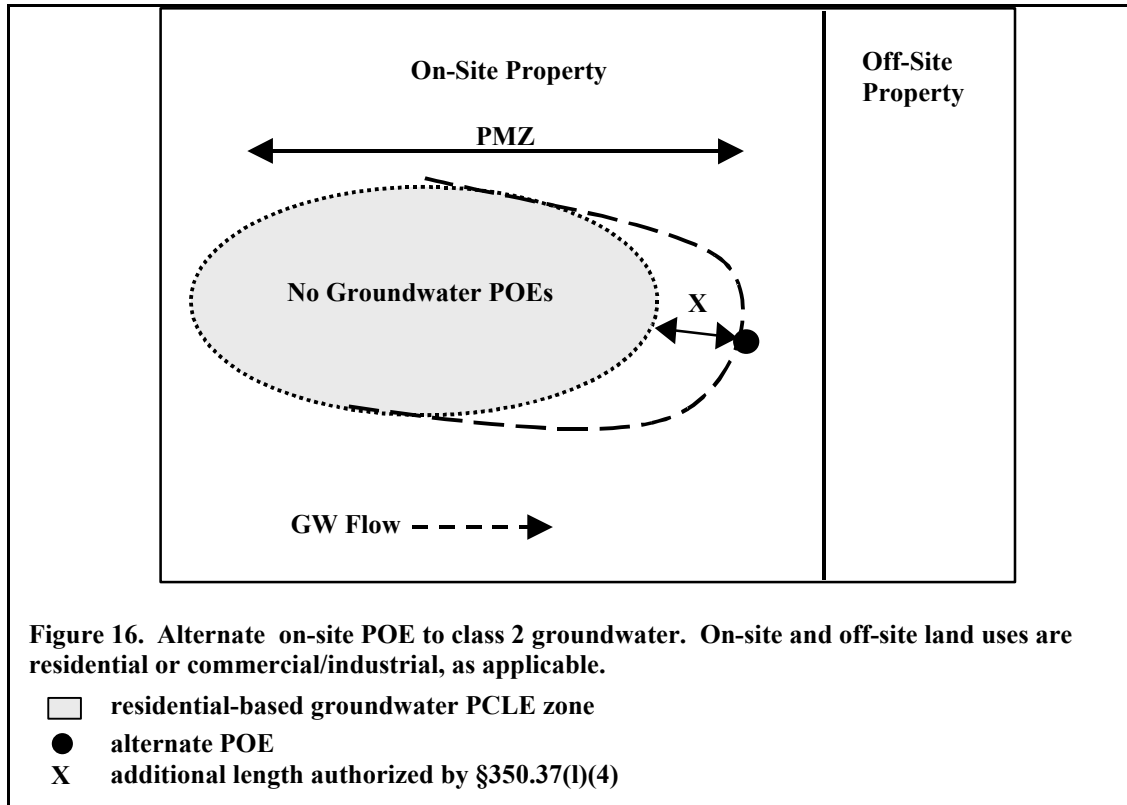 On-Site Property
Off-Site
Property
PMZ
No Groundwater POEs
X
GW Flow
Figure 16. Alternate on-site POE to class 2 groundwater. On-site and off-site land uses are
residential or commercial/industrial, as applicable.
residential-based groundwater PCLE zone
alternate POE
X additional length authorized by §350.37(l)(4)